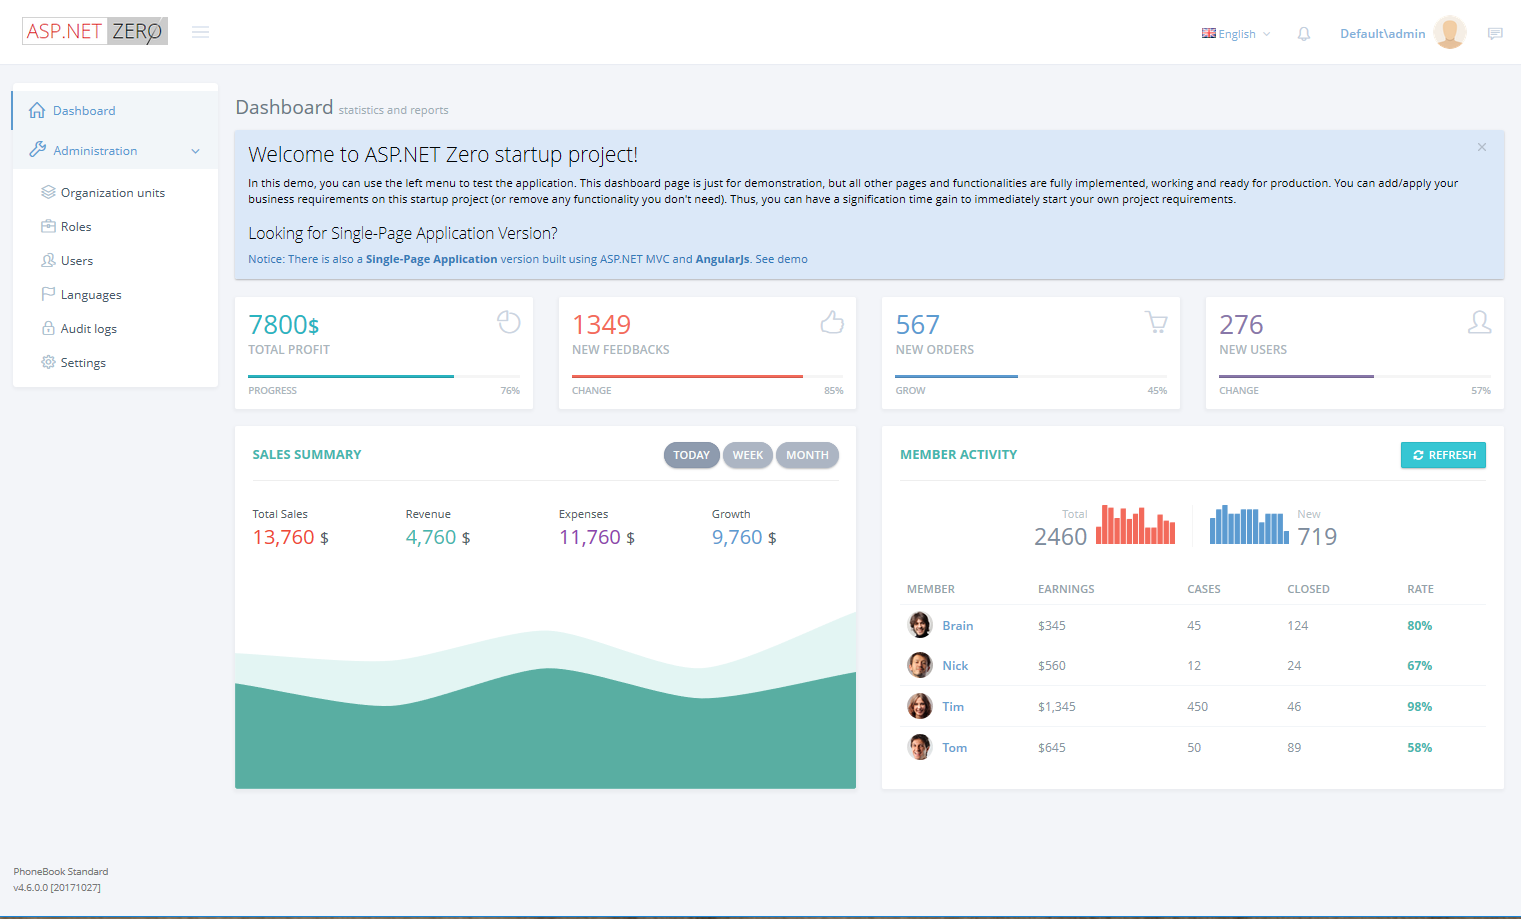 ASP.NET ZERO
English
Default\admin
Dashboard
Administration
Organization units
Roles
Users
Languages
Audit logs
Settings
Dashboard statistics and reports
Welcome to ASP.NET Zero startup project!
In this demo, you can use the left menu to test the application. This dashboard page is just for demonstration, but all other pages and functionalities are fully implemented, working and ready for production. You can add/apply your
business requirements on this startup project (or remove any functionality you don't need). Thus, you can have a signification time gain to immediately start your own project requirements.
Looking for Single-Page Application Version?
Notice: There is also a Single-Page Application version built using ASP.NET MVC and AngularJs. See demo
7800$
TOTAL PROFIT
PROGRESS 76%
1349
NEW FEEDBACKS
CHANGE 85%
567
NEW ORDERS
GROW 45%
276
NEW USERS
CHANGE 57%
SALES SUMMARY
TODAY WEEK MONTH
Total Sales Revenue Expenses Growth
13,760 $ 4,760 $ 11,760 $ 9,760 $
MEMBER ACTIVITY
REFRESH
Total New
2460 719
MEMBER EARNINGS CASES CLOSED RATE
Brain $345 45 124 80%
Nick $560 12 24 67%
Tim $1,345 450 46 98%
Tom $645 50 89 58%
PhoneBook Standard
v4.6.0.0 [20171027]